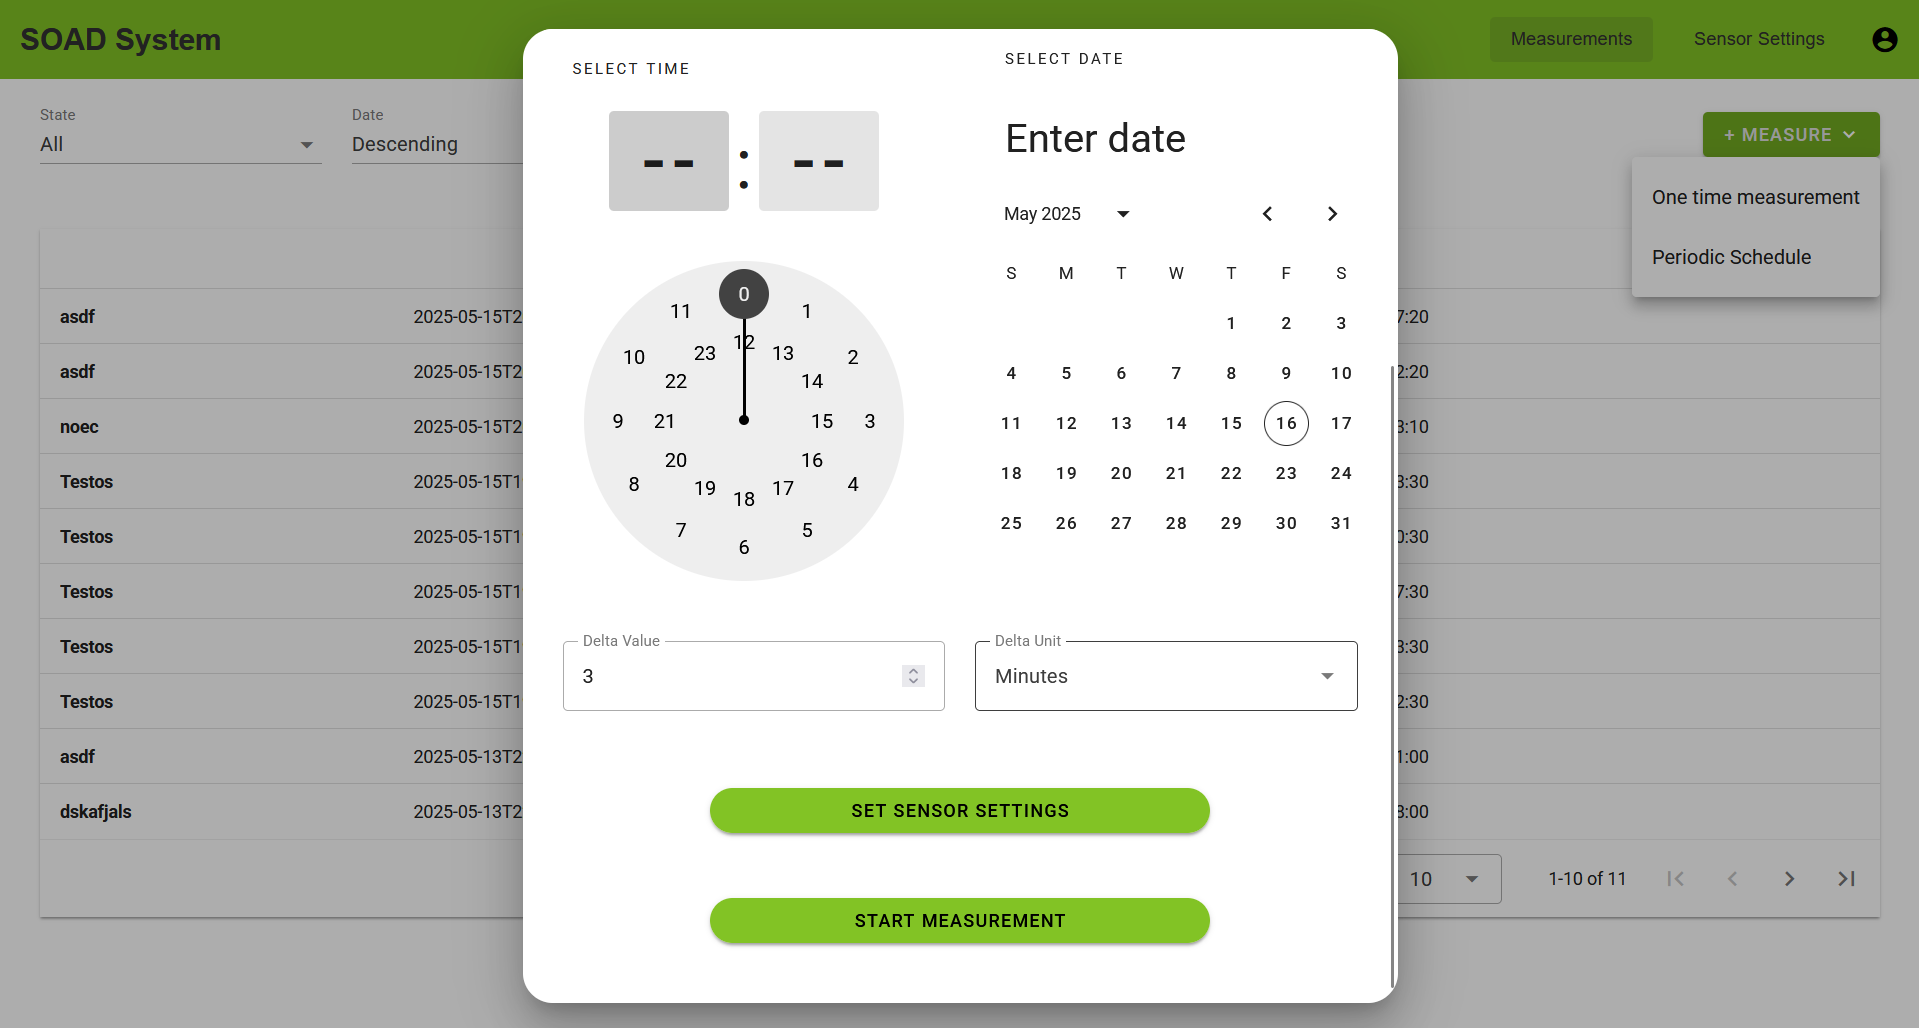 SOAD System
Measurements
Sensor Settings
State
All
Date
Descending
+ MEASURE
One time measurement
Periodic Schedule
SELECT TIME
-- : --
0
1
2
3
4
5
6
7
8
9
10
11
12
13
14
15
16
17
18
19
20
21
22
23
SELECT DATE
Enter date
May 2025
S M T W T F S
1 2 3
4 5 6 7 8 9 10
11 12 13 14 15 16 17
18 19 20 21 22 23 24
25 26 27 28 29 30 31
Delta Value
3
Delta Unit
Minutes
SET SENSOR SETTINGS
START MEASUREMENT
asdf 2025-05-15T2 7:20
asdf 2025-05-15T2 2:20
noec 2025-05-15T2 3:10
Testos 2025-05-15T1 3:30
Testos 2025-05-15T1 0:30
Testos 2025-05-15T1 7:30
Testos 2025-05-15T1 3:30
Testos 2025-05-15T1 2:30
asdf 2025-05-13T2 1:00
dskafjals 2025-05-13T2 3:00
10
1-10 of 11